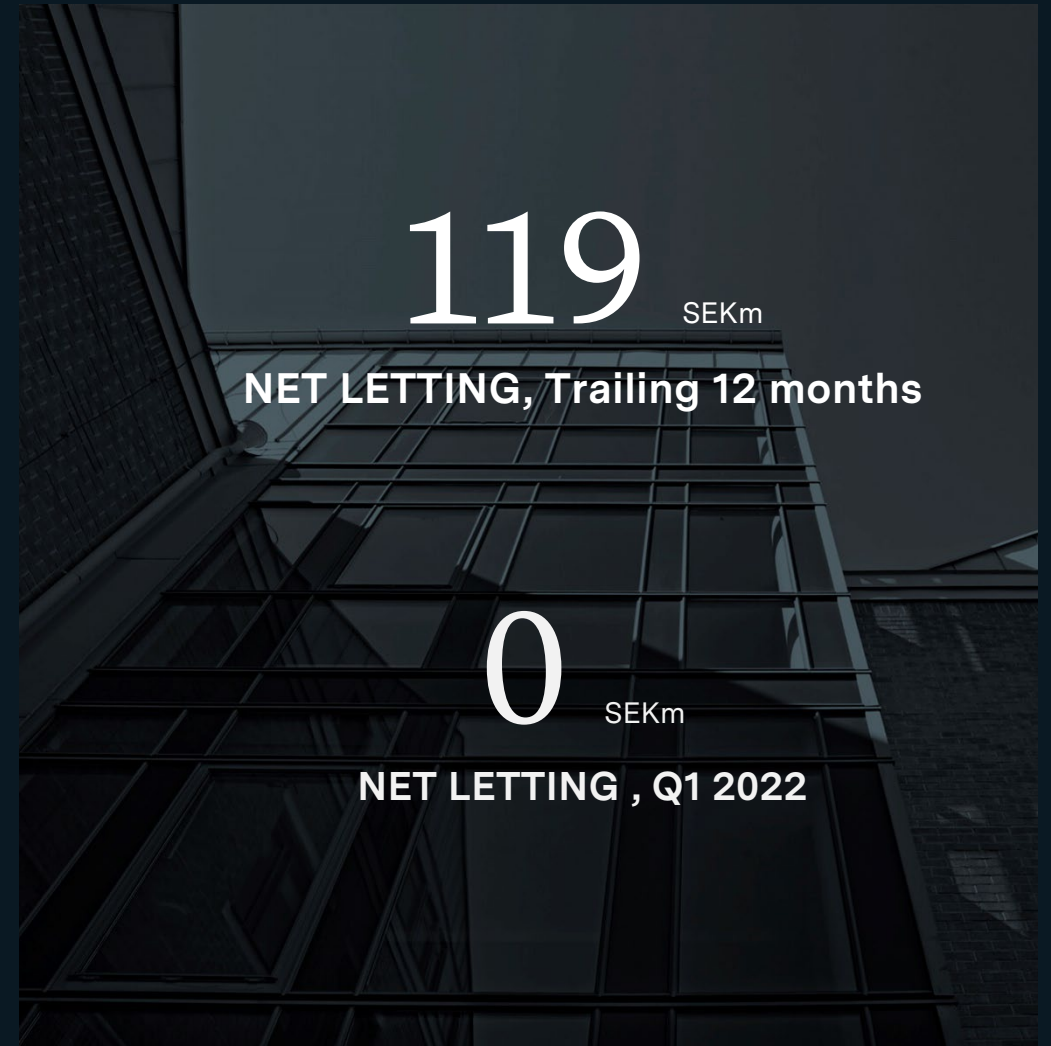 119 SEKm
NET LETTING, Trailing 12 months
0 SEKm
NET LETTING , Q1 2022